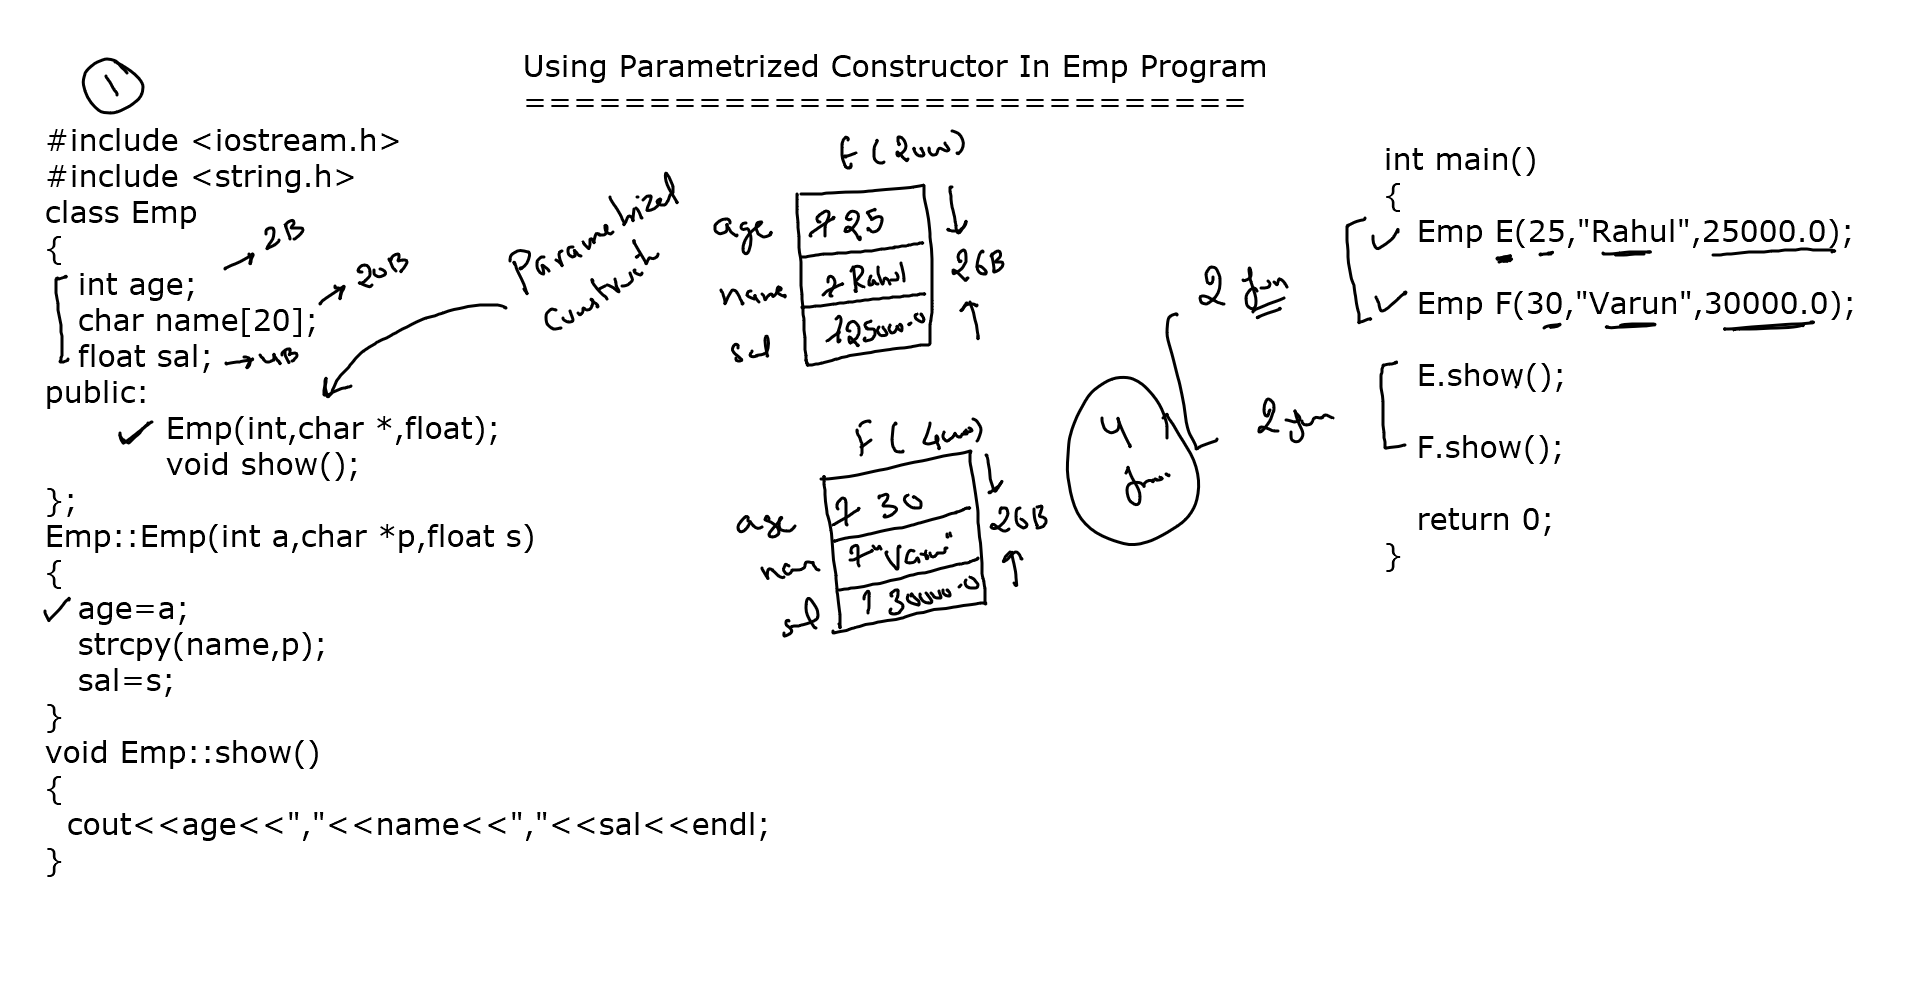 1
Using Parametrized Constructor In Emp Program
=============================
#include <iostream.h>
#include <string.h>
class Emp
{
int age; → 2B
char name[20]; → 20B
float sal; → 4B
public:
Emp(int,char *,float);
void show();
};
Emp::Emp(int a,char *p,float s)
{
age=a;
strcpy(name,p);
sal=s;
}
void Emp::show()
{
cout<<age<<","<<name<<","<<sal<<endl;
}
Parametrized
E (2000)
age 25
name Rahul
sal 25000.0
26B
F (4000)
age 30
"Varun"
sal 30000.0
26B
4
2 fun
2 fun
int main()
{
Emp E(25,"Rahul",25000.0);
Emp F(30,"Varun",30000.0);
E.show();
F.show();
return 0;
}